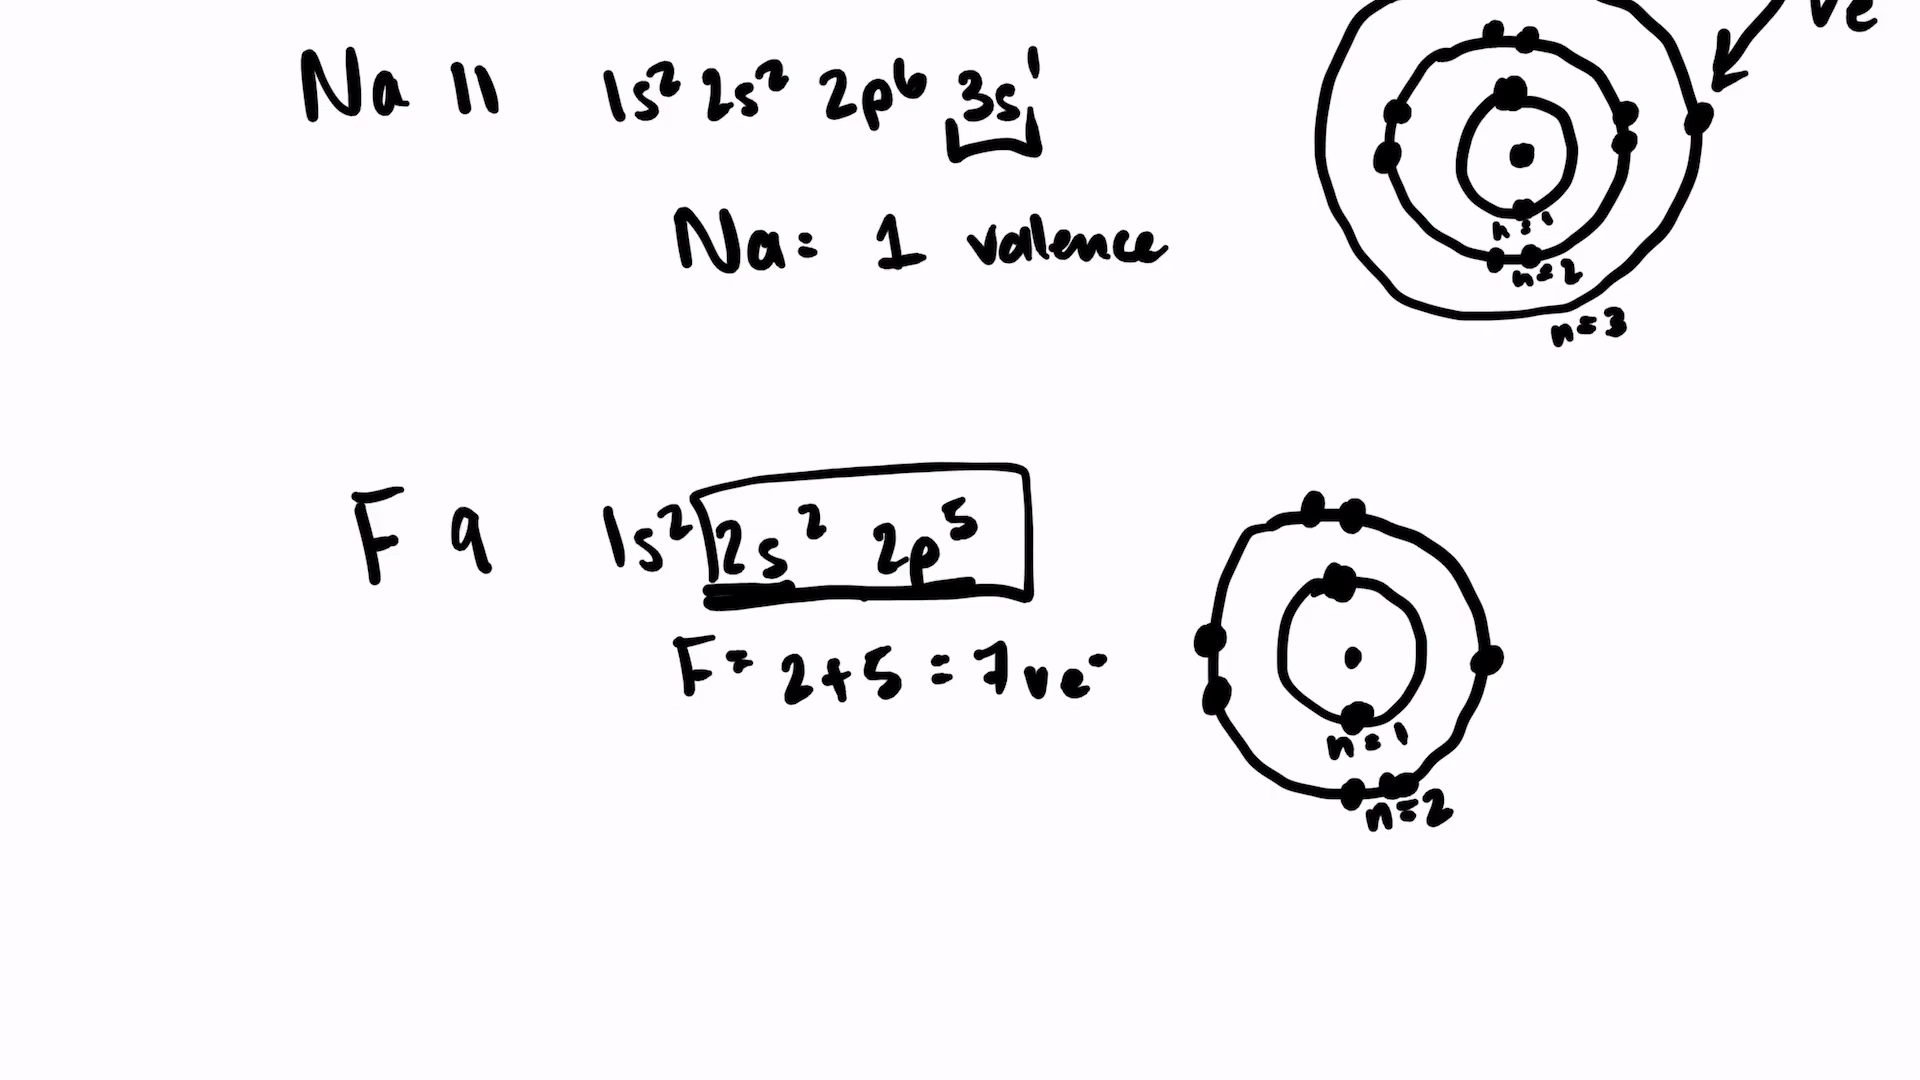 ve
Na 11 1s² 2s² 2p⁶ 3s¹
Na: 1 valence
n=1
n=2
n=3
F 9 1s² 2s² 2p⁵
F= 2+5 = 7ve⁻
n=1
n=2